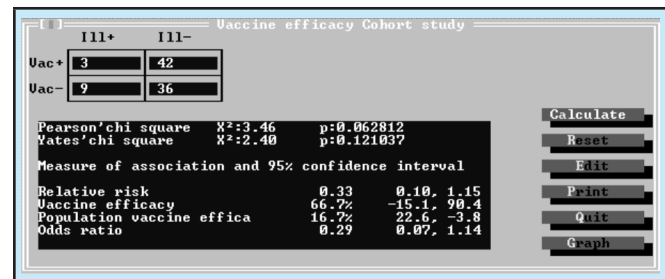 [ ] Vaccine efficacy Cohort study
Ill+ Ill-
Vac+ 3 42
Vac- 9 36
Calculate
Pearson'chi square X²:3.46 p:0.062812
Yates'chi square X²:2.40 p:0.121037
Reset
Measure of association and 95% confidence interval
Edit
Relative risk 0.33 0.10, 1.15
Print
Vaccine efficacy 66.7% -15.1, 90.4
Population vaccine effica 16.7% 22.6, -3.8
Quit
Odds ratio 0.29 0.07, 1.14
Graph